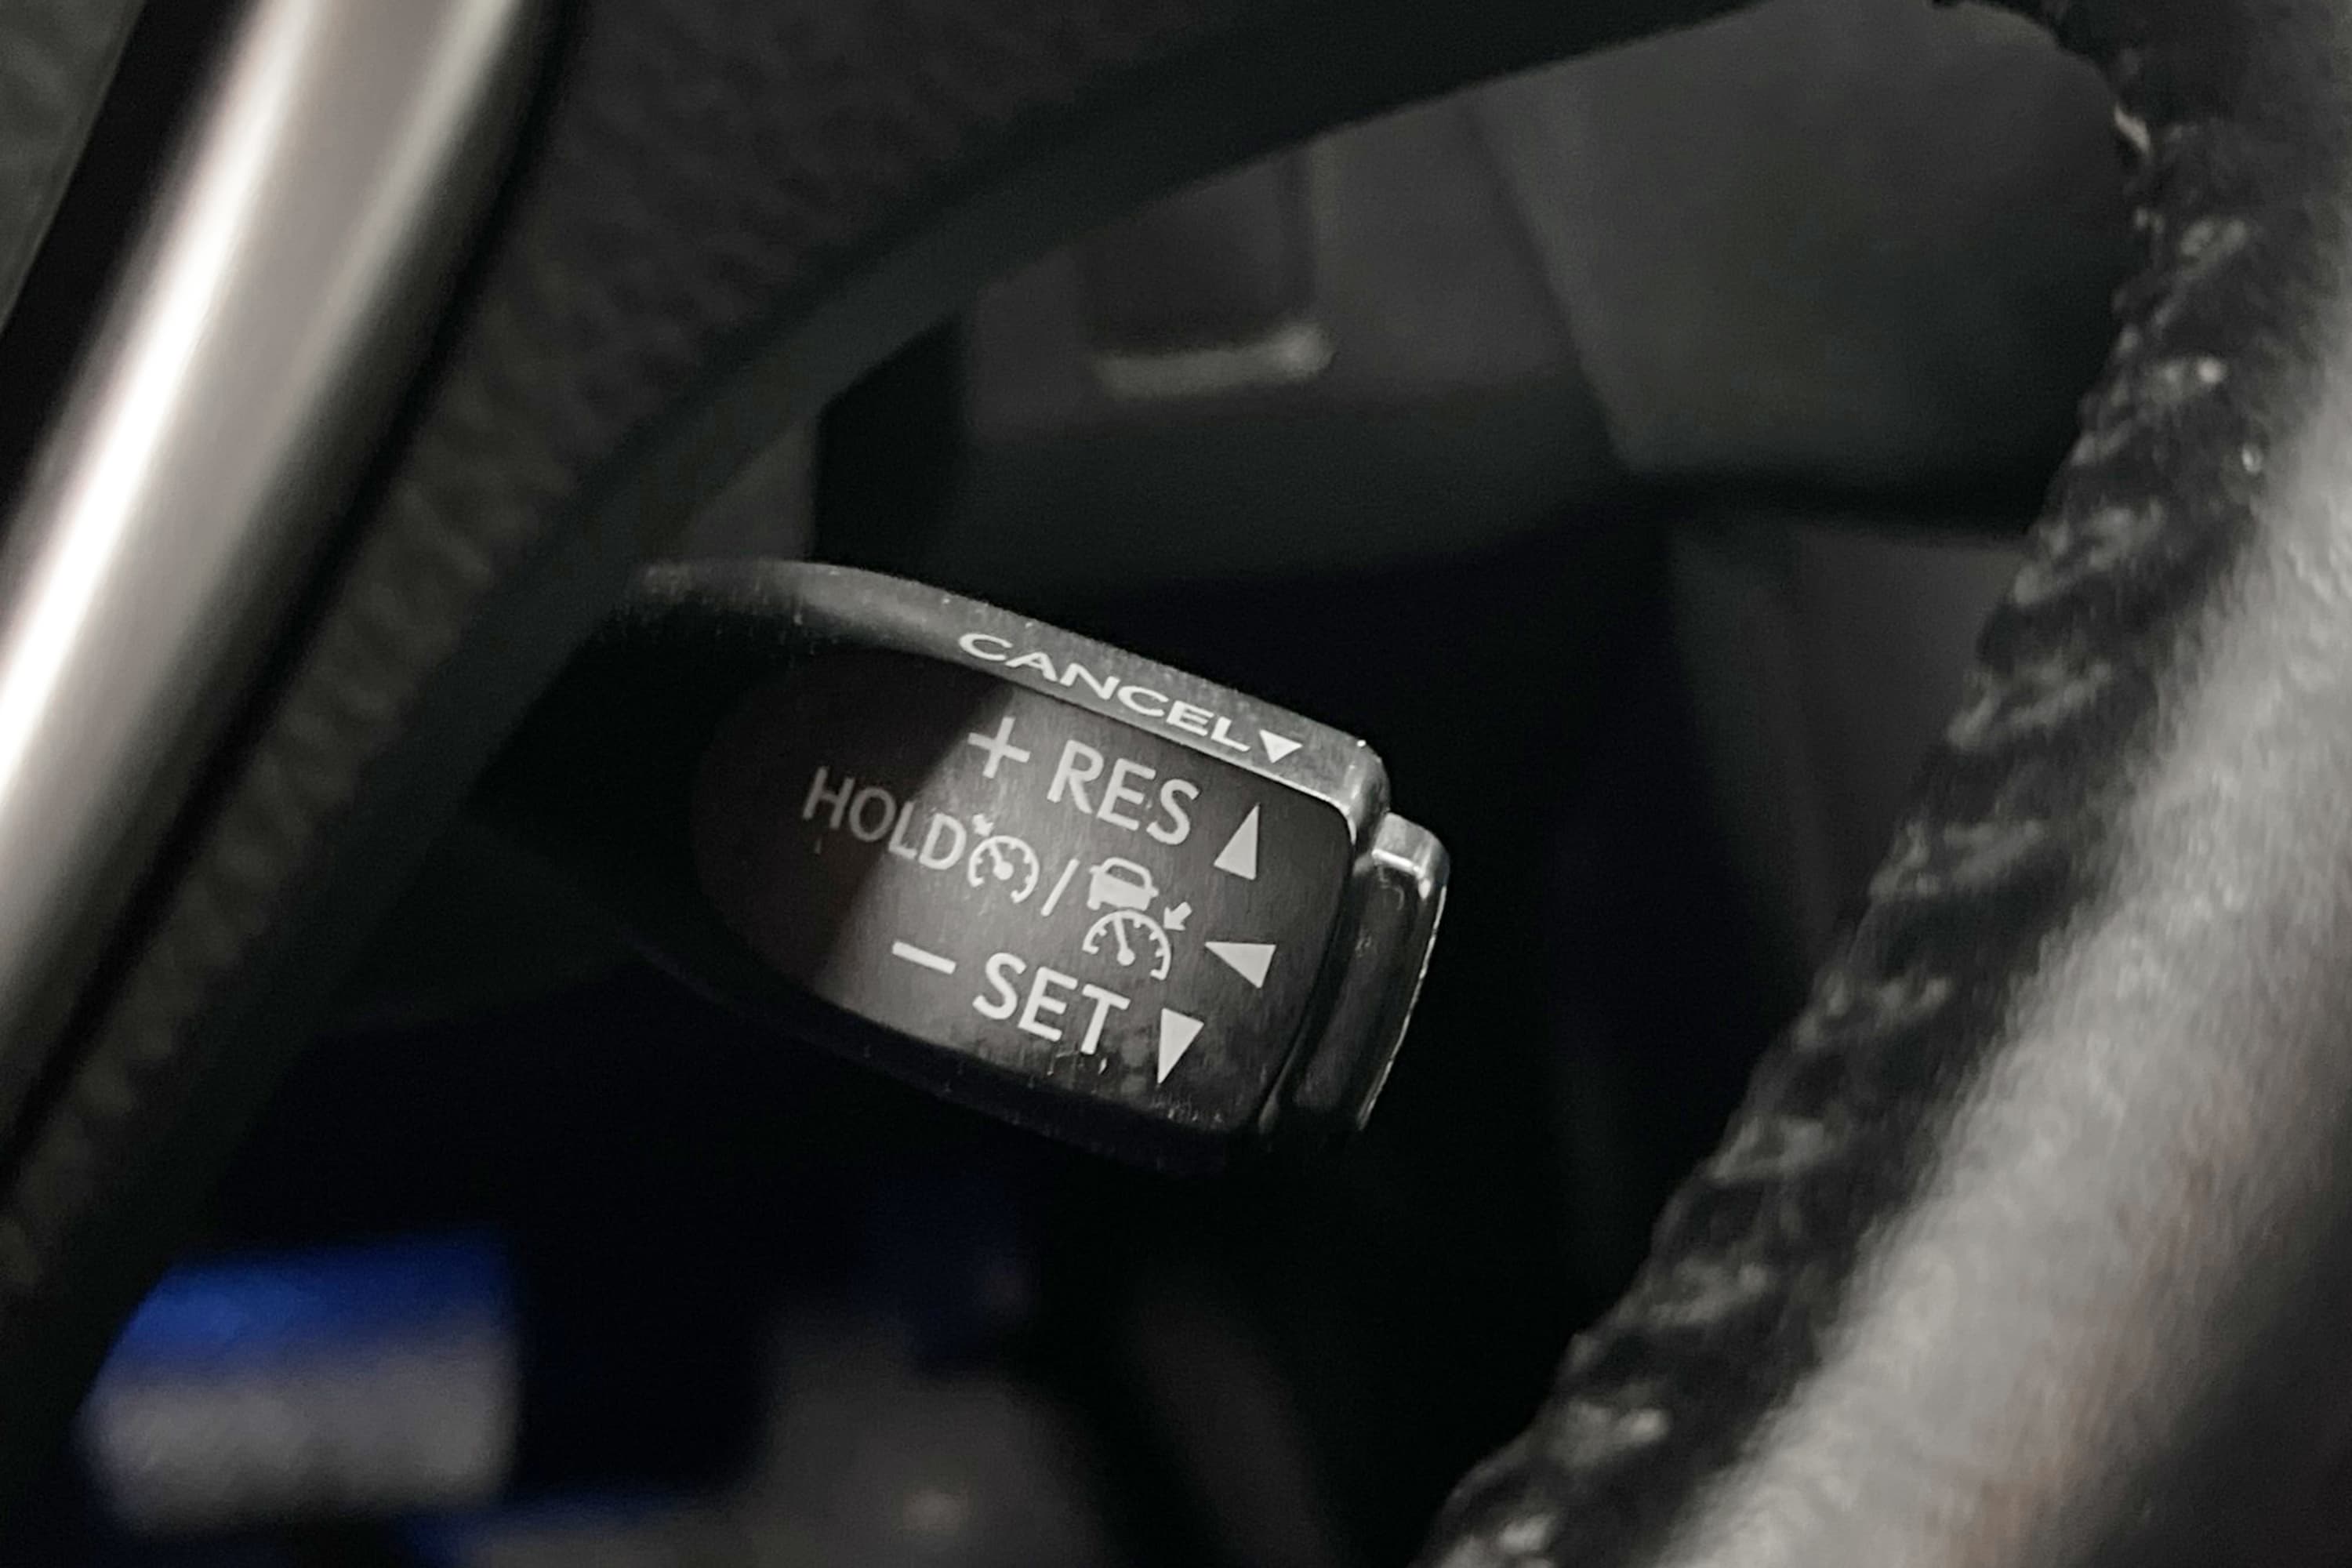 CANCEL▼
+ RES ▲
HOLD / ◀
− SET ▼